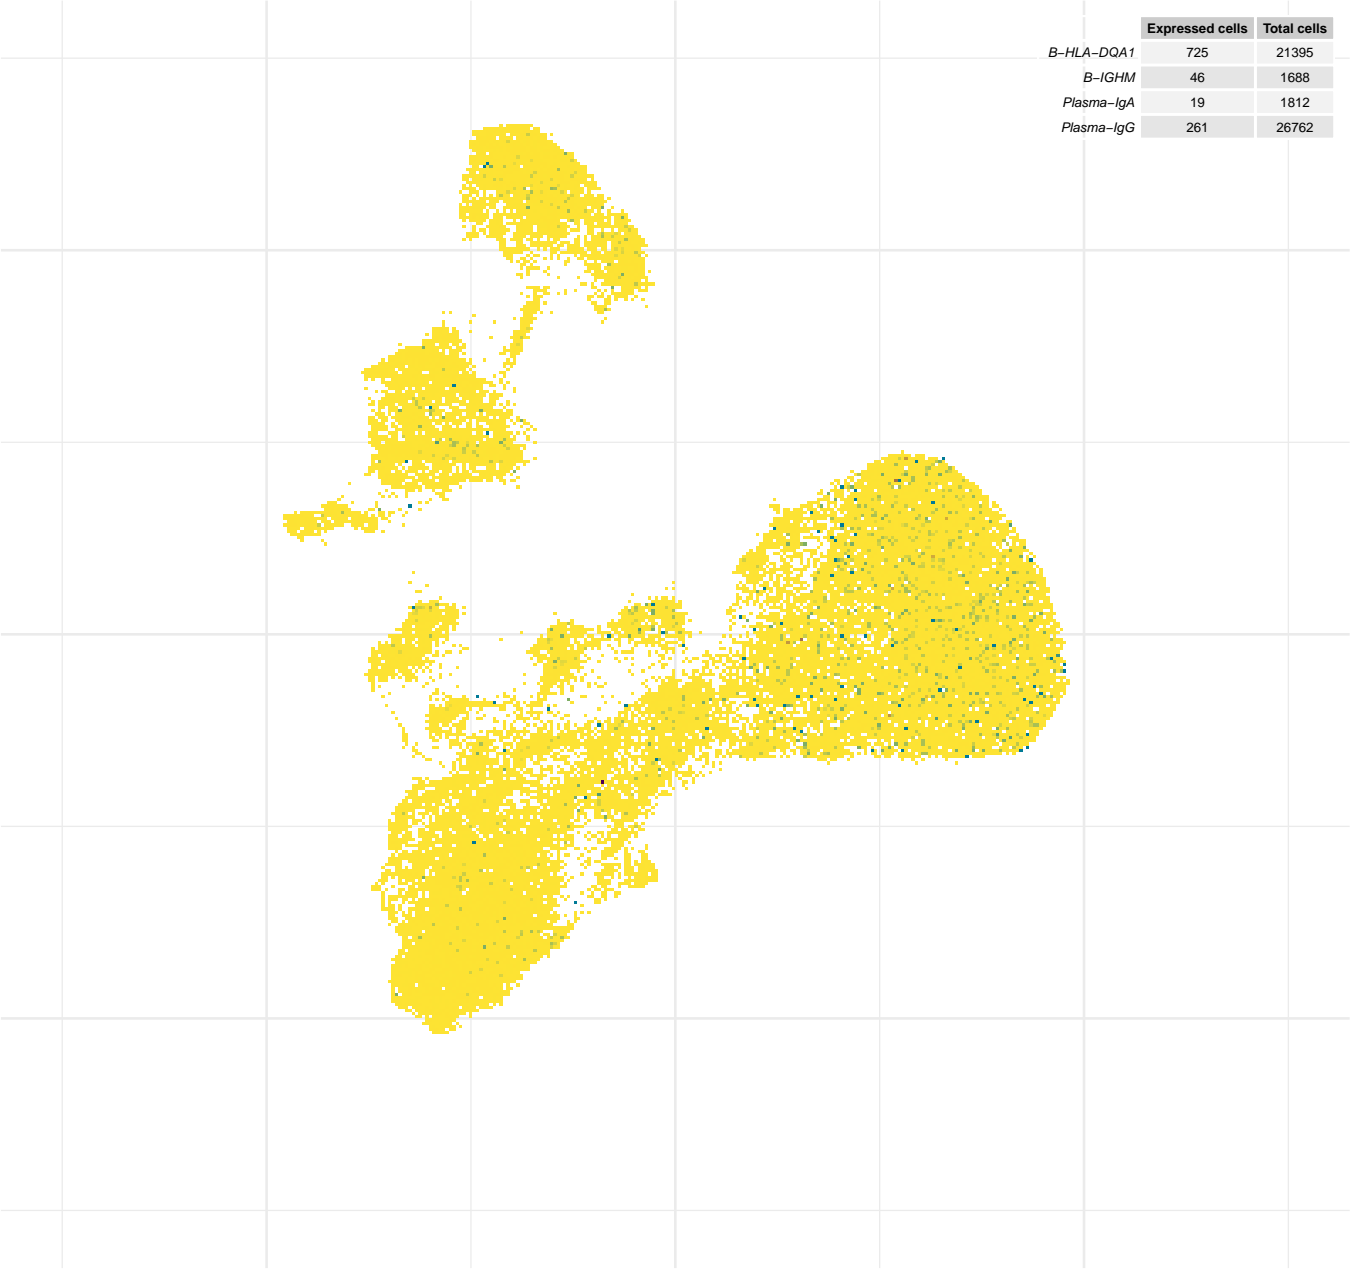 Expressed cells Total cells
B−HLA−DQA1 725 21395
B−IGHM 46 1688
Plasma−IgA 19 1812
Plasma−IgG 261 26762